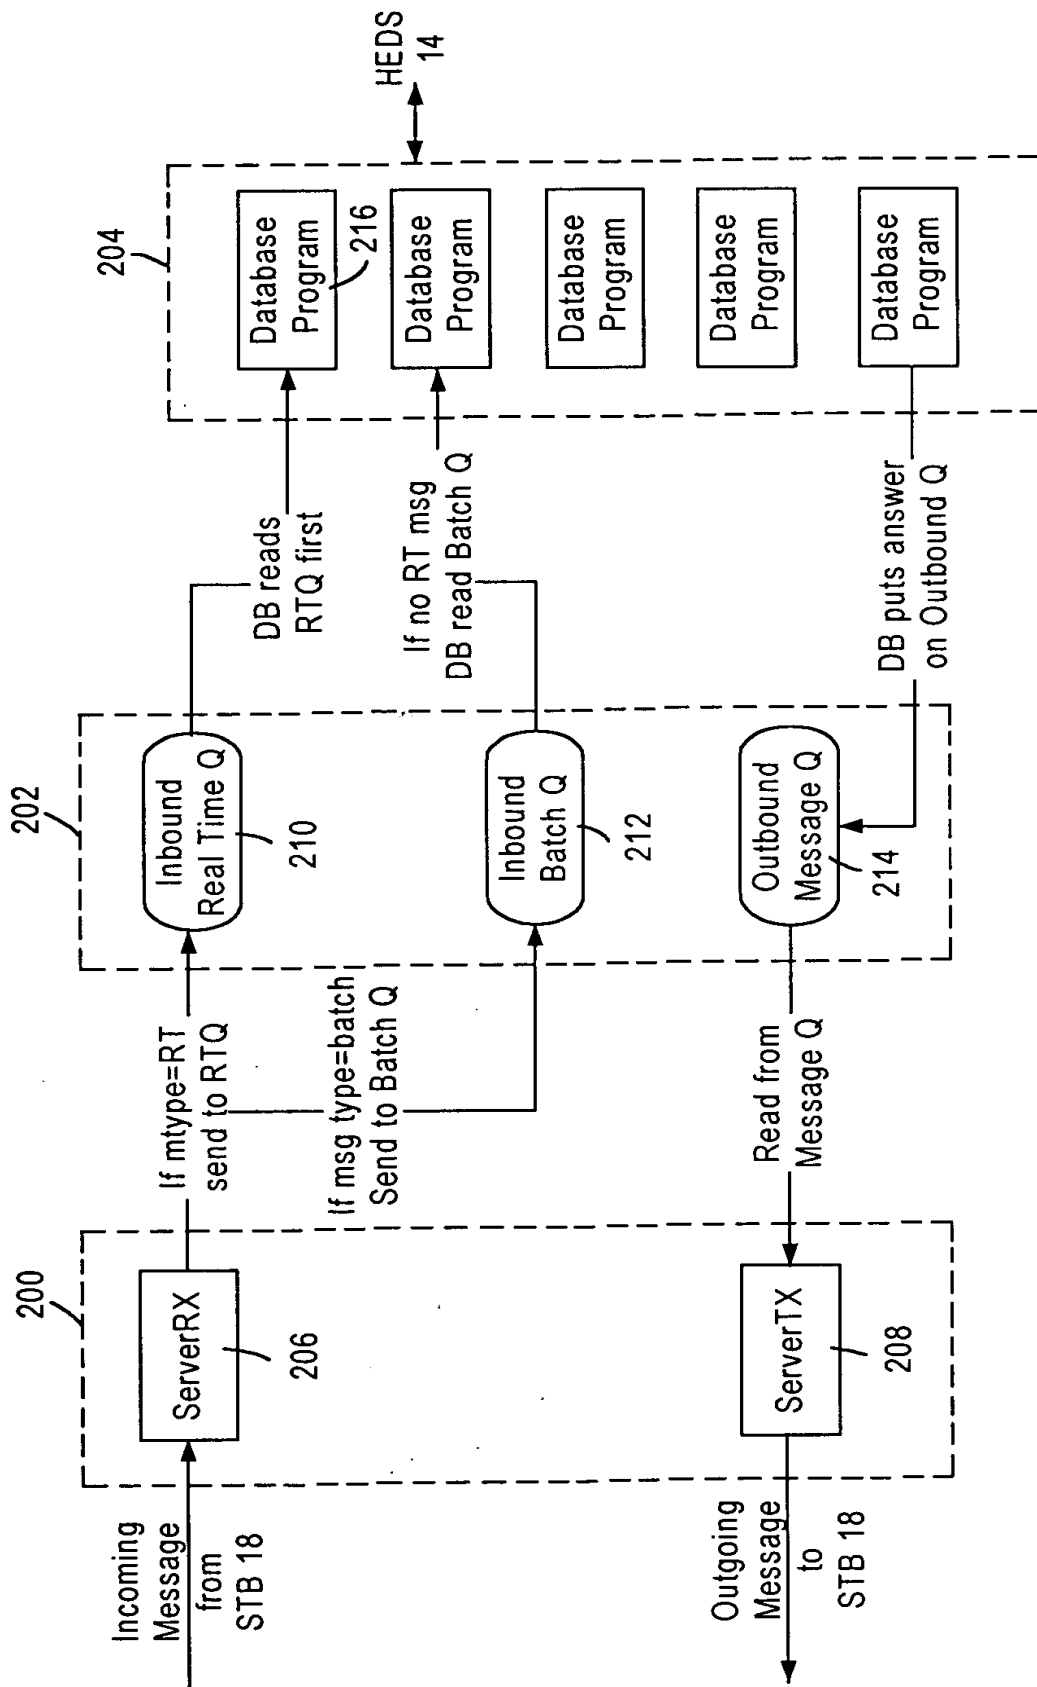 200
202
204
Incoming
Message
from
STB 18
ServerRX
206
If mtype=RT
send to RTQ
Inbound
Real Time Q
210
DB reads
RTQ first
Database
Program
216
HEDS
14
If msg type=batch
Send to Batch Q
Inbound
Batch Q
212
If no RT msg
DB read Batch Q
Database
Program
Database
Program
Database
Program
Outgoing
Message
to
STB 18
ServerTX
208
Read from
Message Q
Outbound
Message Q
214
DB puts answer
on Outbound Q
Database
Program